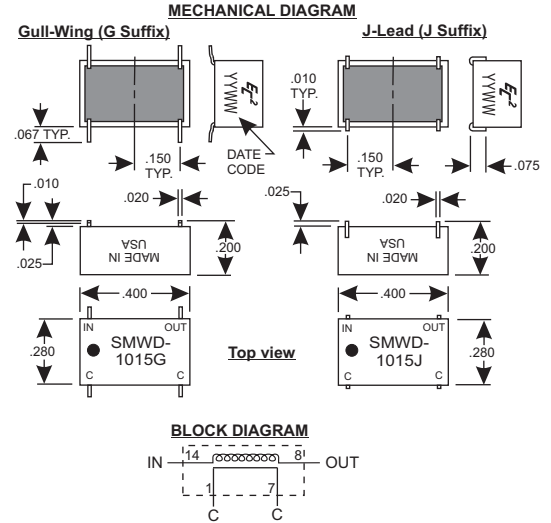 MECHANICAL DIAGRAM
Gull-Wing (G Suffix)
J-Lead (J Suffix)
YYWW
.067 TYP.
.150
TYP.
DATE
CODE
.010
TYP.
YYWW
.150
TYP.
.075
.010
.020
.025
MADE IN
USA
.200
.025
.020
MADE IN
USA
.200
.400
.400
IN OUT
SMWD-
1015G
C C
.280
Top view
IN OUT
SMWD-
1015J
C C
.280
BLOCK DIAGRAM
IN 14 8 OUT
1 7
C C